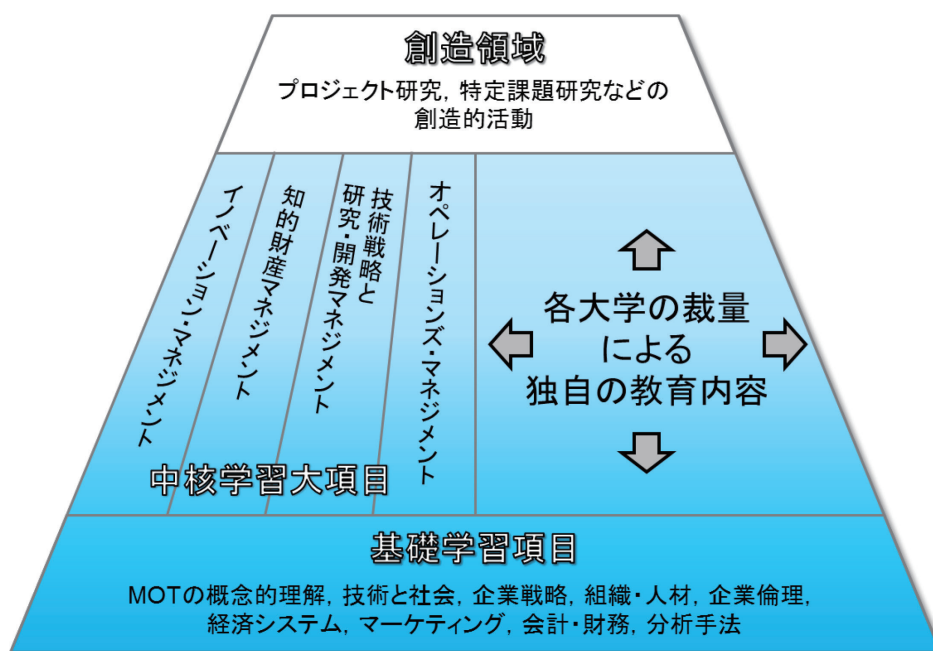 創造領域
プロジェクト研究，特定課題研究などの
創造的活動
イノベーション・マネジメント
知的財産マネジメント
技術戦略と
研究・開発マネジメント
オペレーションズ・マネジメント
各大学の裁量
による
独自の教育内容
中核学習大項目
基礎学習項目
MOTの概念的理解，技術と社会，企業戦略，組織・人材，企業倫理，
経済システム，マーケティング，会計・財務，分析手法